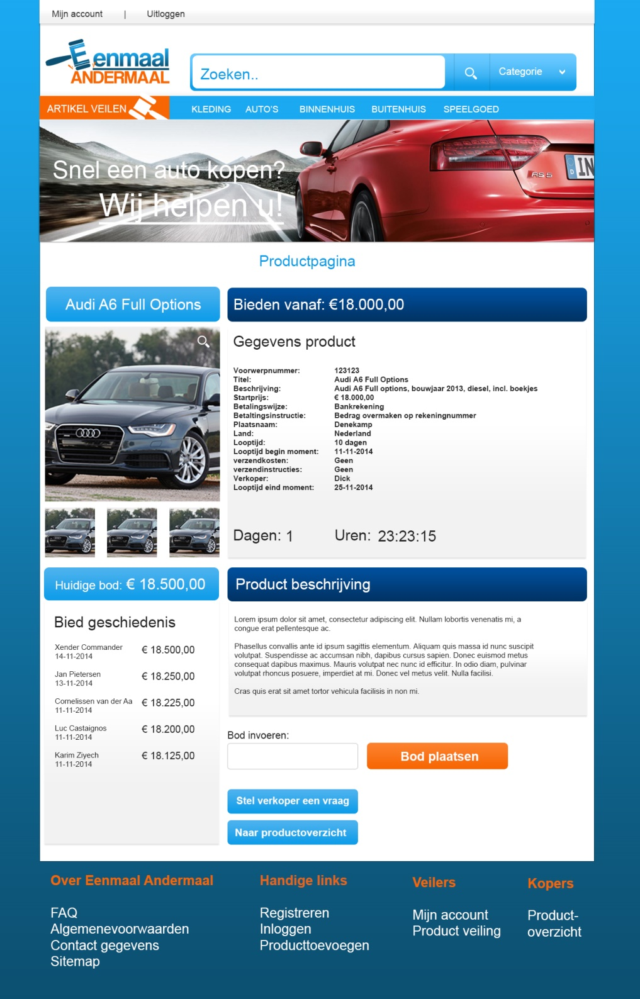 Mijn account | Uitloggen
Eenmaal
ANDERMAAL
Zoeken..
Categorie
ARTIKEL VEILEN
KLEDING AUTO'S BINNENHUIS BUITENHUIS SPEELGOED
Snel een auto kopen?
Wij helpen u!
RS5
D IN
Productpagina
Audi A6 Full Options
Bieden vanaf: €18.000,00
Gegevens product
Voorwerpnummer: 123123
Titel: Audi A6 Full Options
Beschrijving: Audi A6 Full options, bouwjaar 2013, diesel, incl. boekjes
Startprijs: € 18.000,00
Betalingswijze: Bankrekening
Betaltingsinstructie: Bedrag overmaken op rekeningnummer
Plaatsnaam: Denekamp
Land: Nederland
Looptijd: 10 dagen
Looptijd begin moment: 11-11-2014
verzendkosten: Geen
verzendinstructies: Geen
Verkoper: Dick
Looptijd eind moment: 25-11-2014
Dagen: 1 Uren: 23:23:15
Huidige bod: € 18.500,00
Bied geschiedenis
Xender Commander € 18.500,00
14-11-2014
Jan Pietersen € 18.250,00
13-11-2014
Cornelissen van der Aa € 18.225,00
11-11-2014
Luc Castaignos € 18.200,00
11-11-2014
Karim Ziyech € 18.125,00
11-11-2014
Product beschrijving
Lorem ipsum dolor sit amet, consectetur adipiscing elit. Nullam lobortis venenatis mi, a
congue erat pellentesque ac.
Phasellus convallis ante id ipsum sagittis elementum. Aliquam quis massa id nunc suscipit
volutpat. Suspendisse ac accumsan nibh, dapibus cursus sapien. Donec euismod metus
consequat dapibus maximus. Mauris volutpat nec nunc id efficitur. In odio diam, pulvinar
volutpat rhoncus posuere, imperdiet at mi. Donec vel metus velit. Nulla facilisi.
Cras quis erat sit amet tortor vehicula facilisis in non mi.
Bod invoeren:
Bod plaatsen
Stel verkoper een vraag
Naar productoverzicht
Over Eenmaal Andermaal
FAQ
Algemenevoorwaarden
Contact gegevens
Sitemap
Handige links
Registreren
Inloggen
Producttoevoegen
Veilers
Mijn account
Product veiling
Kopers
Product-
overzicht